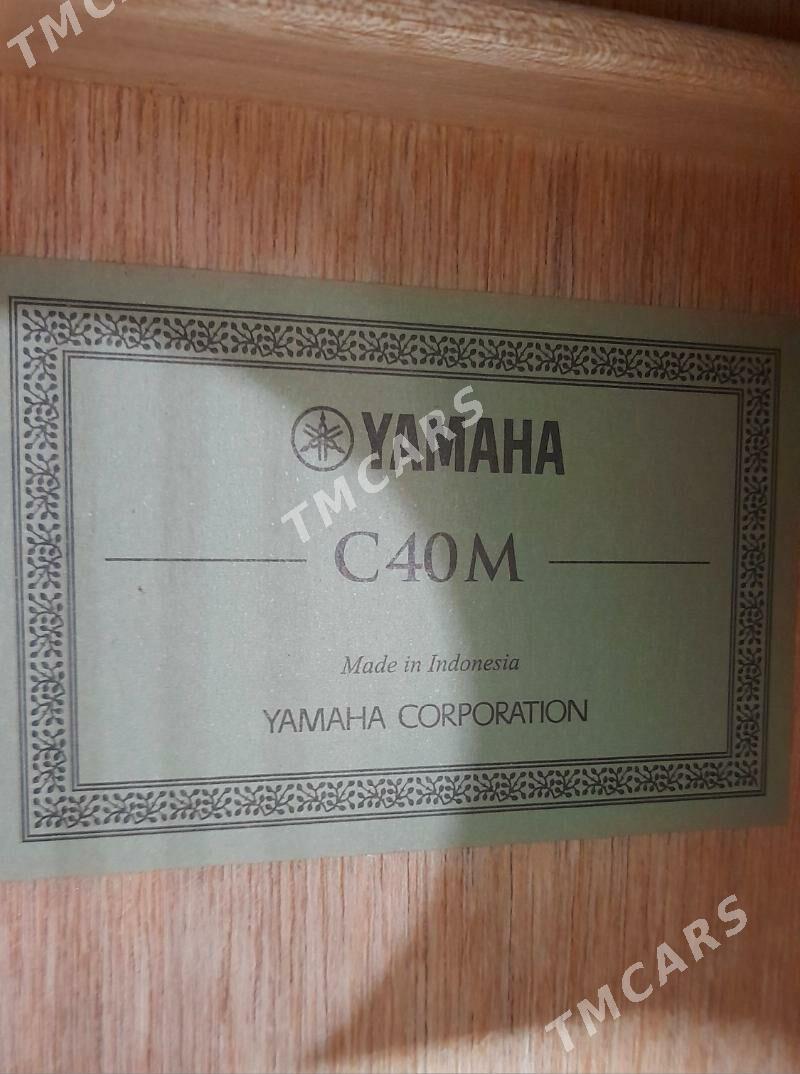 TMCARS
YAMAHA
TMCARS
C40M
Made in Indonesia
YAMAHA CORPORATION
TMCARS